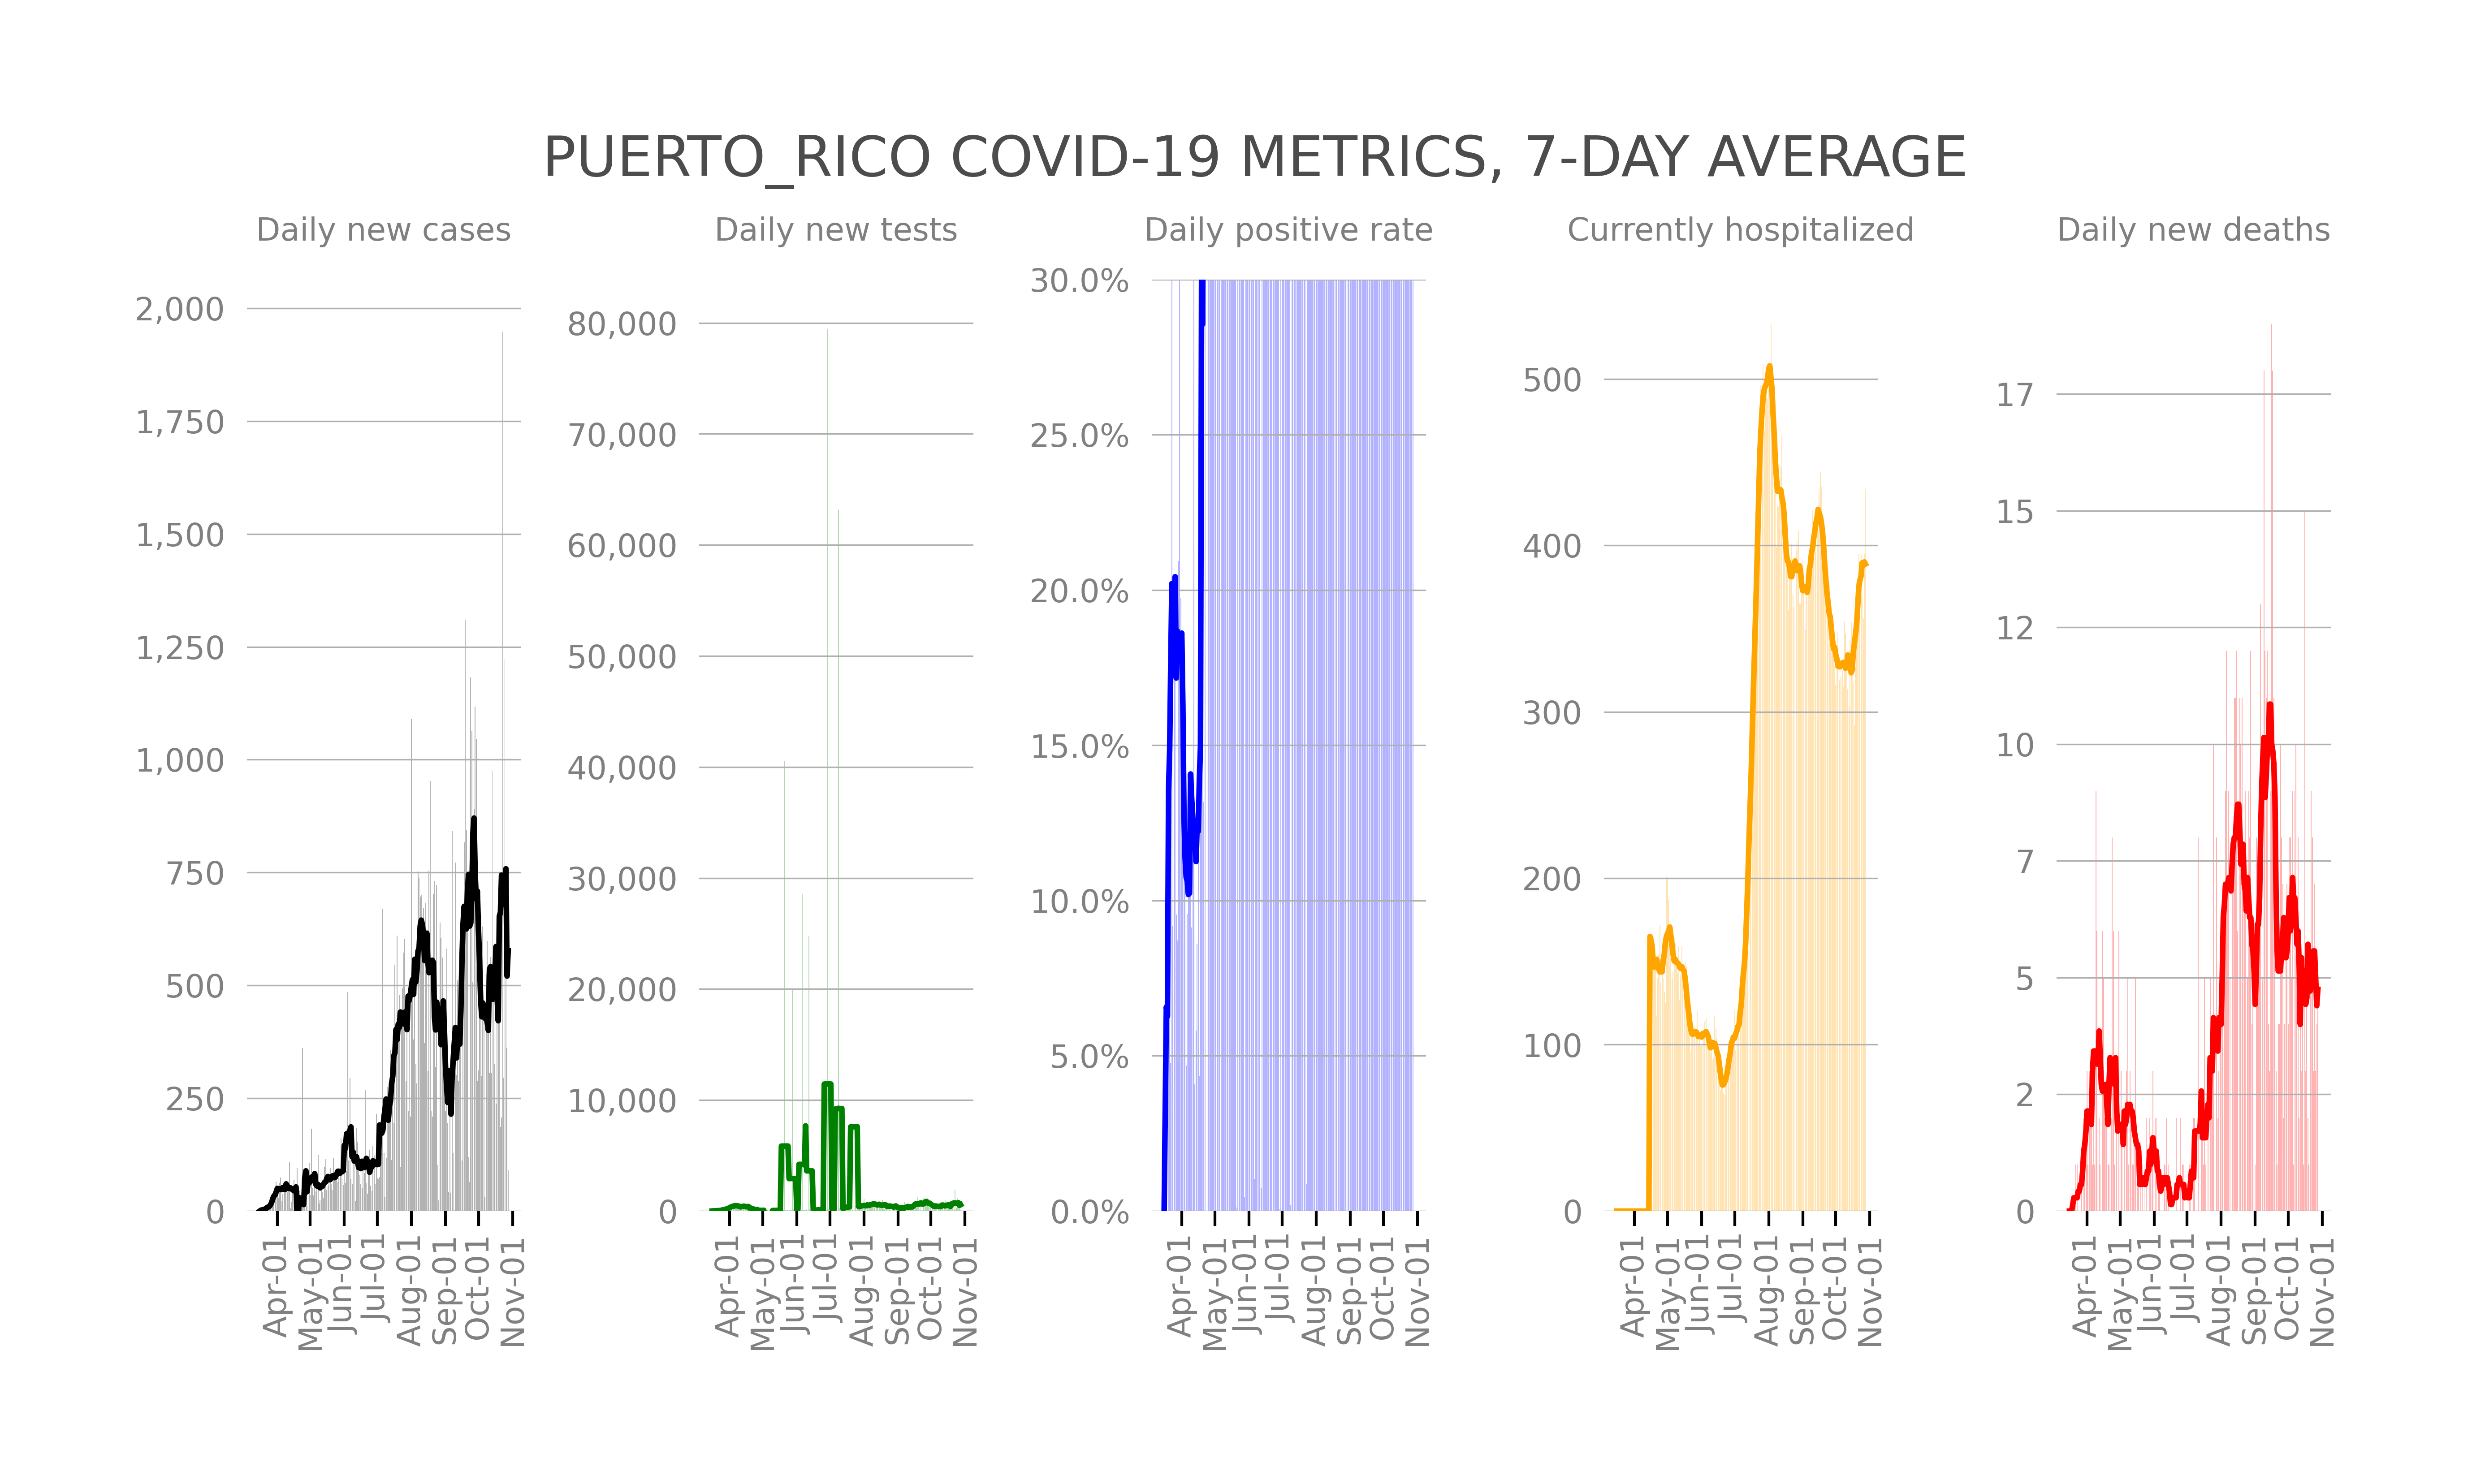 PUERTO_RICO COVID-19 METRICS, 7-DAY AVERAGE
Daily new cases
2,000
1,750
1,500
1,250
1,000
750
500
250
0
Apr-01
May-01
Jun-01
Jul-01
Aug-01
Sep-01
Oct-01
Nov-01
Daily new tests
80,000
70,000
60,000
50,000
40,000
30,000
20,000
10,000
0
Apr-01
May-01
Jun-01
Jul-01
Aug-01
Sep-01
Oct-01
Nov-01
Daily positive rate
30.0%
25.0%
20.0%
15.0%
10.0%
5.0%
0.0%
Apr-01
May-01
Jun-01
Jul-01
Aug-01
Sep-01
Oct-01
Nov-01
Currently hospitalized
500
400
300
200
100
0
Apr-01
May-01
Jun-01
Jul-01
Aug-01
Sep-01
Oct-01
Nov-01
Daily new deaths
17
15
12
10
7
5
2
0
Apr-01
May-01
Jun-01
Jul-01
Aug-01
Sep-01
Oct-01
Nov-01